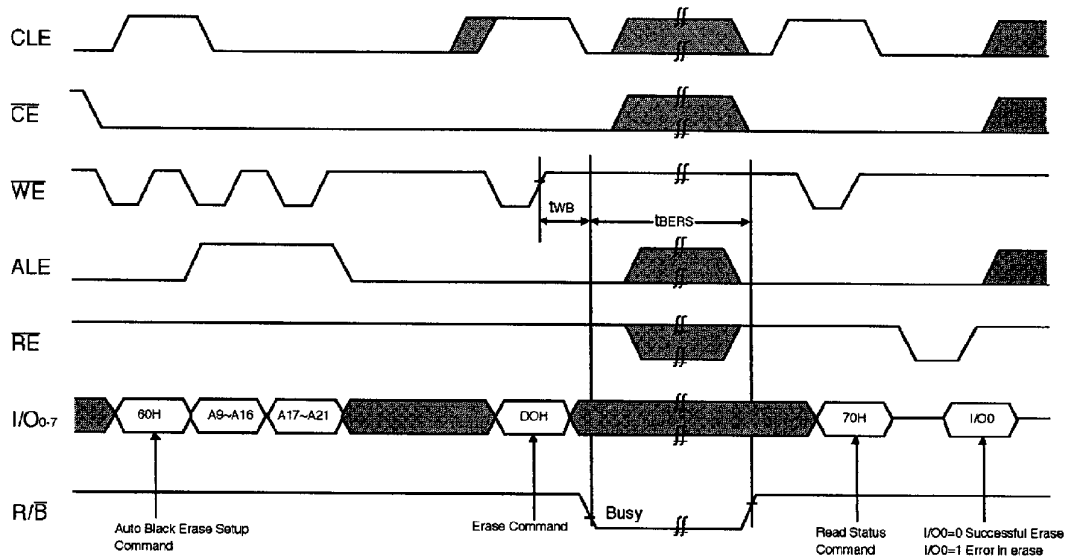 CLE
CE
WE
tWB
tBERS
ALE
RE
I/O0-7
60H
A9~A16
A17~A21
DOH
70H
I/O0
R/B
Busy
Auto Black Erase Setup
Command
Erase Command
Read Status
Command
I/O0=0 Successful Erase
I/O0=1 Error in erase